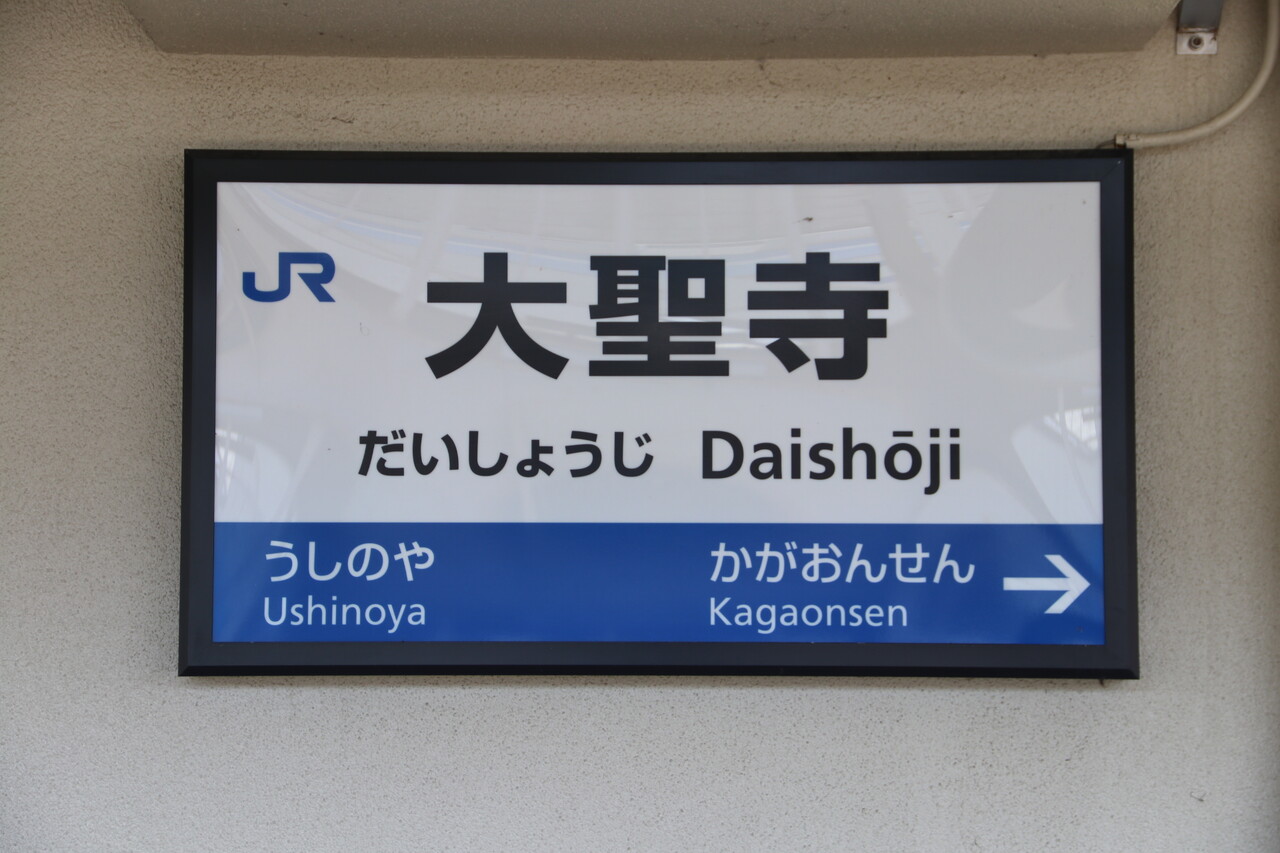 JR 大聖寺
だいしょうじ Daishōji
うしのや かがおんせん →
Ushinoya Kagaonsen